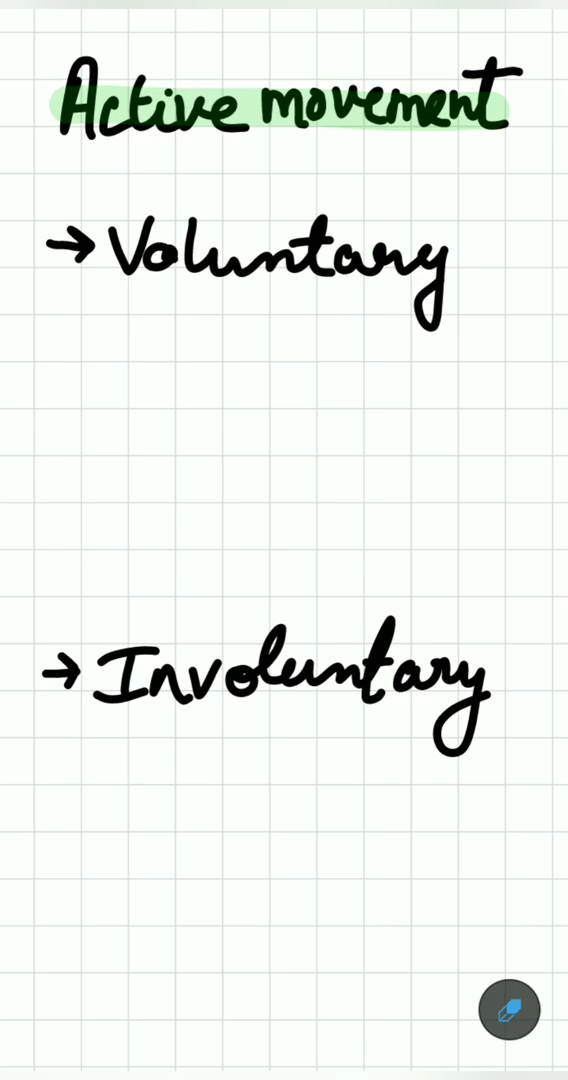 Active movement
→ Voluntary
→ Involuntary